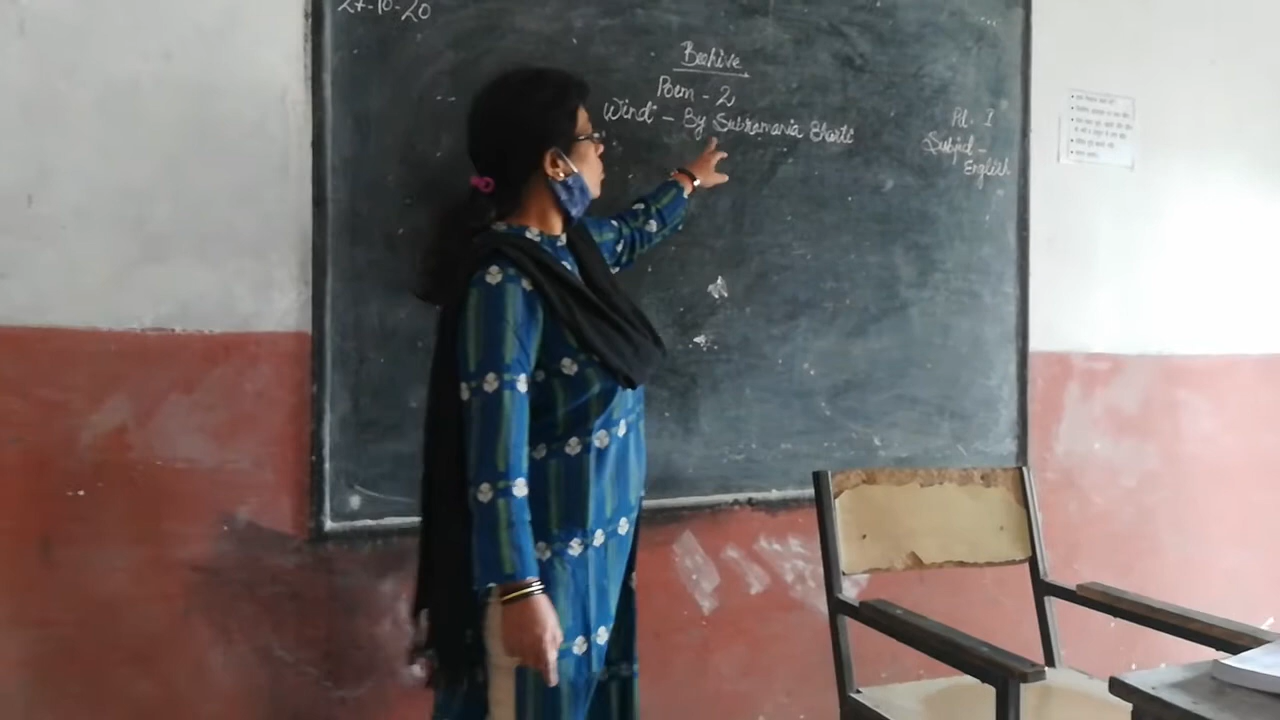 27-10-20
Beehive
Poem - 2
Wind - By Subramania Bharti
Pd. I
Subject -
English